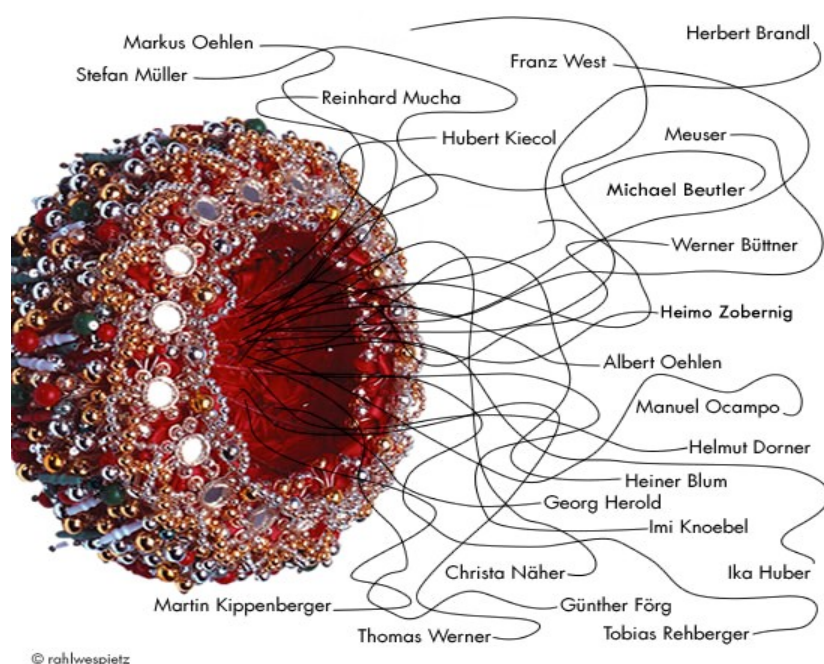 Markus Oehlen
Stefan Müller
Reinhard Mucha
Hubert Kiecol
Franz West
Herbert Brandl
Meuser
Michael Beutler
Werner Büttner
Heimo Zobernig
Albert Oehlen
Manuel Ocampo
Helmut Dorner
Heiner Blum
Georg Herold
Imi Knoebel
Ika Huber
Christa Näher
Martin Kippenberger
Günther Förg
Thomas Werner
Tobias Rehberger
© rahlwespietz